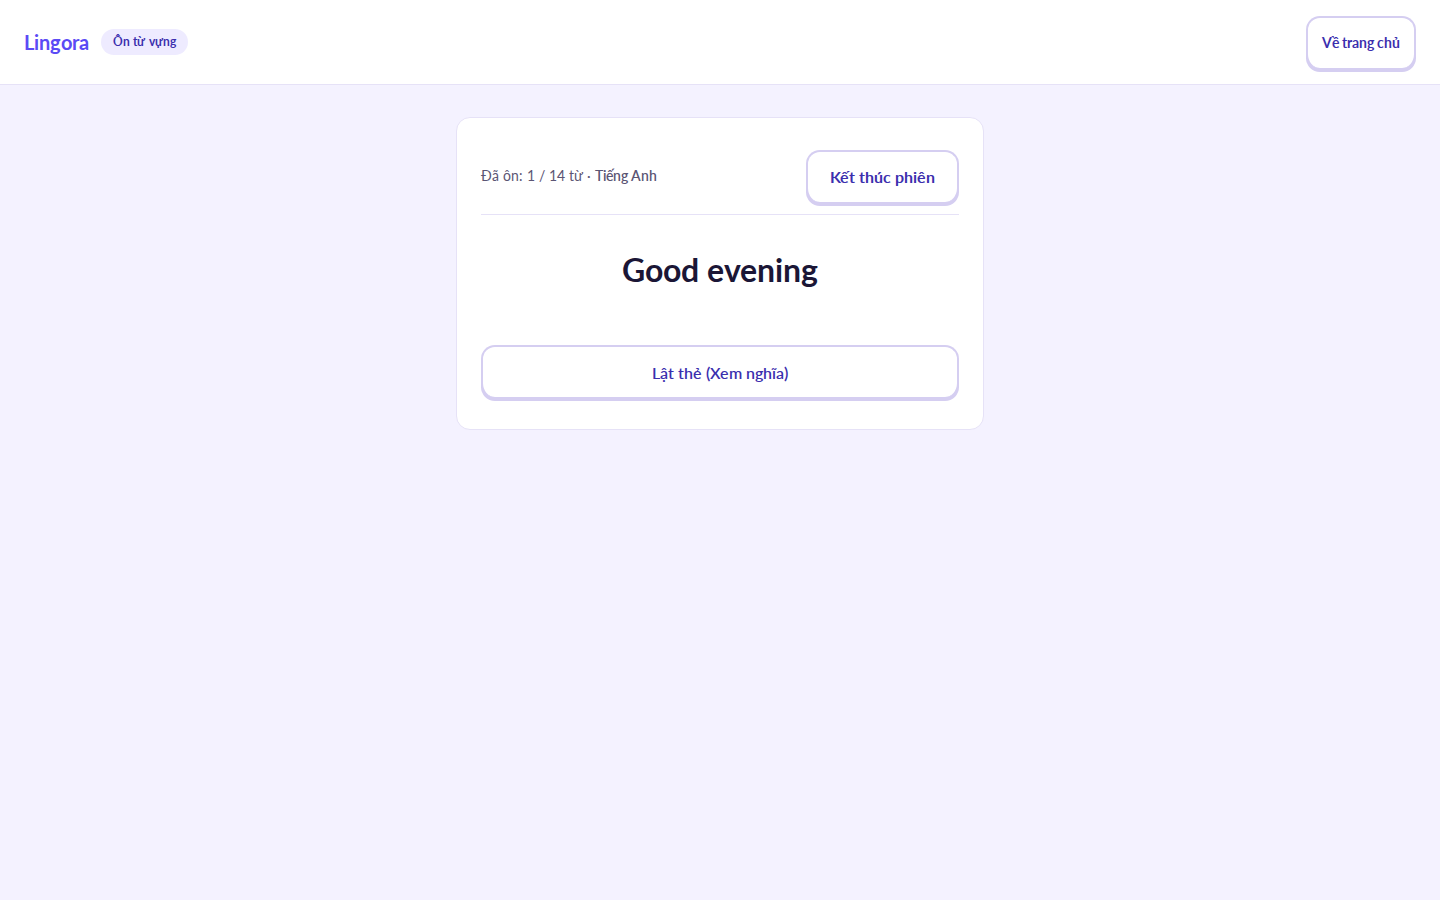 Lingora
Ôn từ vựng
Về trang chủ
Đã ôn: 1 / 14 từ · Tiếng Anh
Kết thúc phiên
Good evening
Lật thẻ (Xem nghĩa)